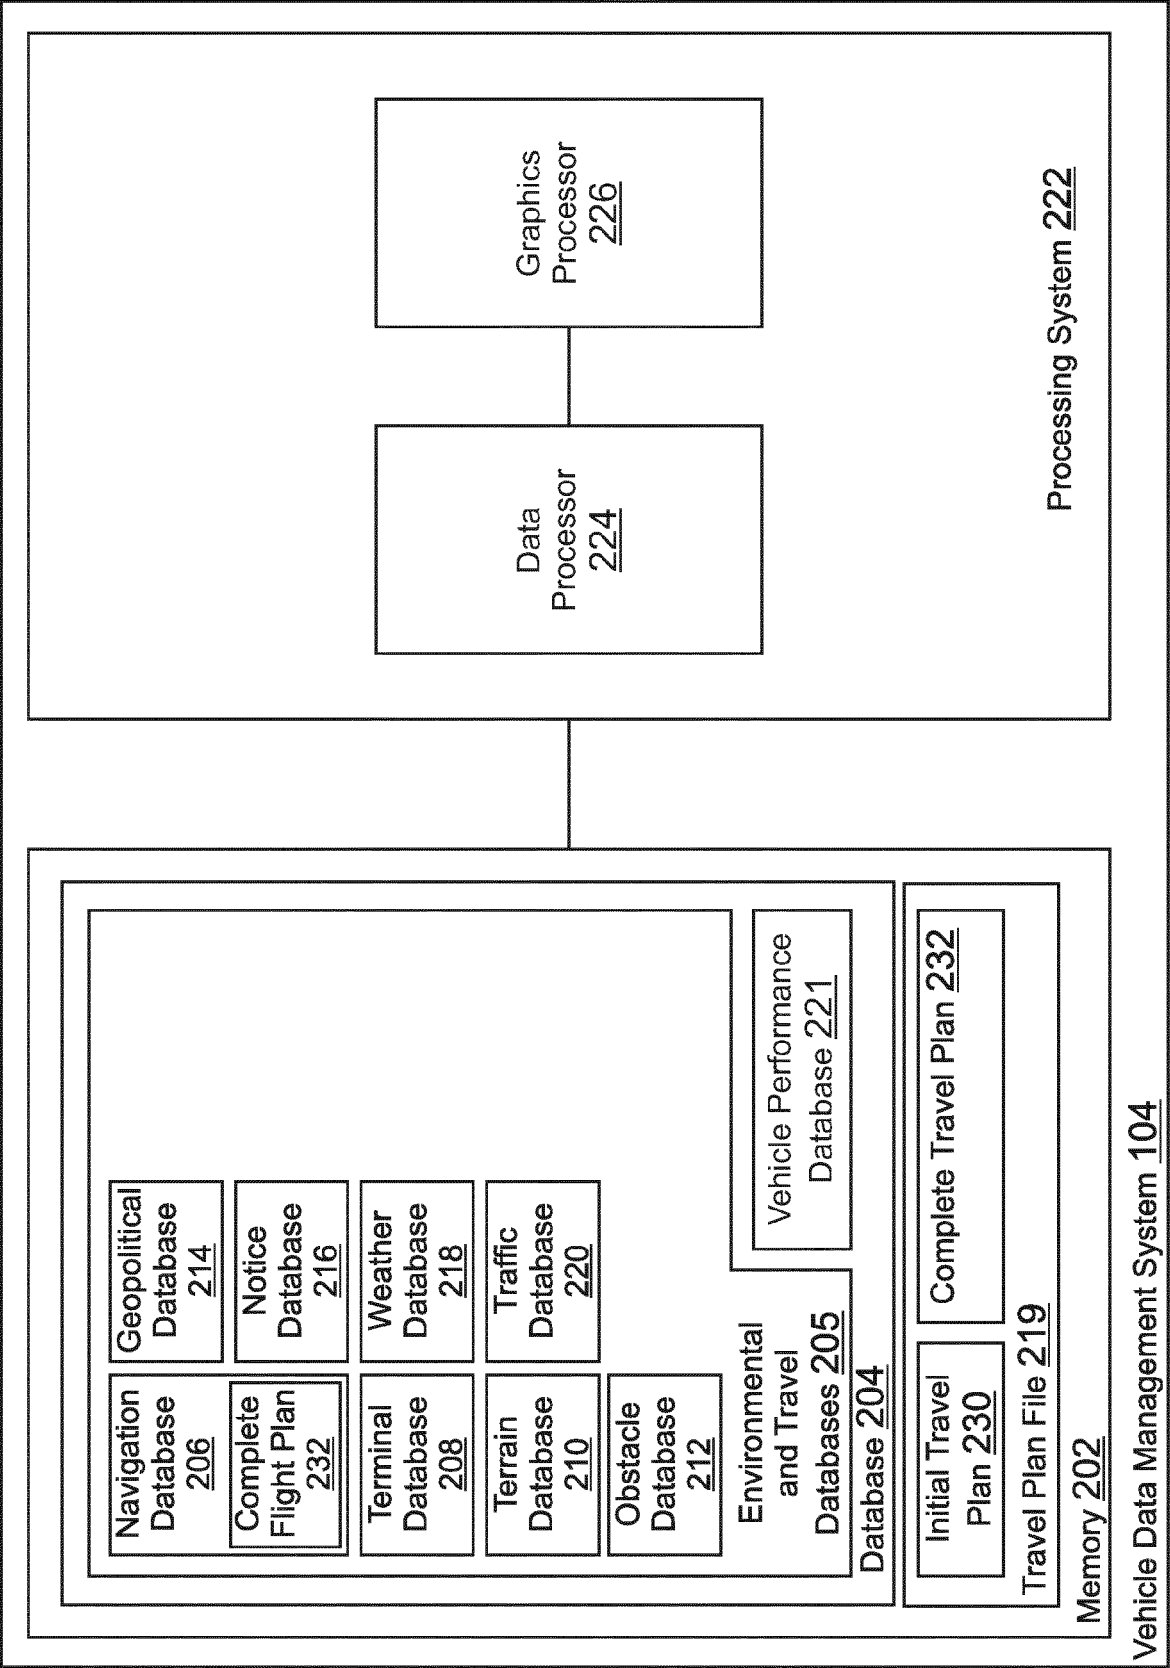 Navigation
Database
206
Complete
Flight Plan
232
Geopolitical
Database
214
Notice
Database
216
Terminal
Database
208
Weather
Database
218
Terrain
Database
210
Traffic
Database
220
Obstacle
Database
212
Environmental
and Travel
Databases 205
Vehicle Performance
Database 221
Database 204
Initial Travel
Plan 230
Complete Travel Plan 232
Travel Plan File 219
Memory 202
Data
Processor
224
Graphics
Processor
226
Processing System 222
Vehicle Data Management System 104